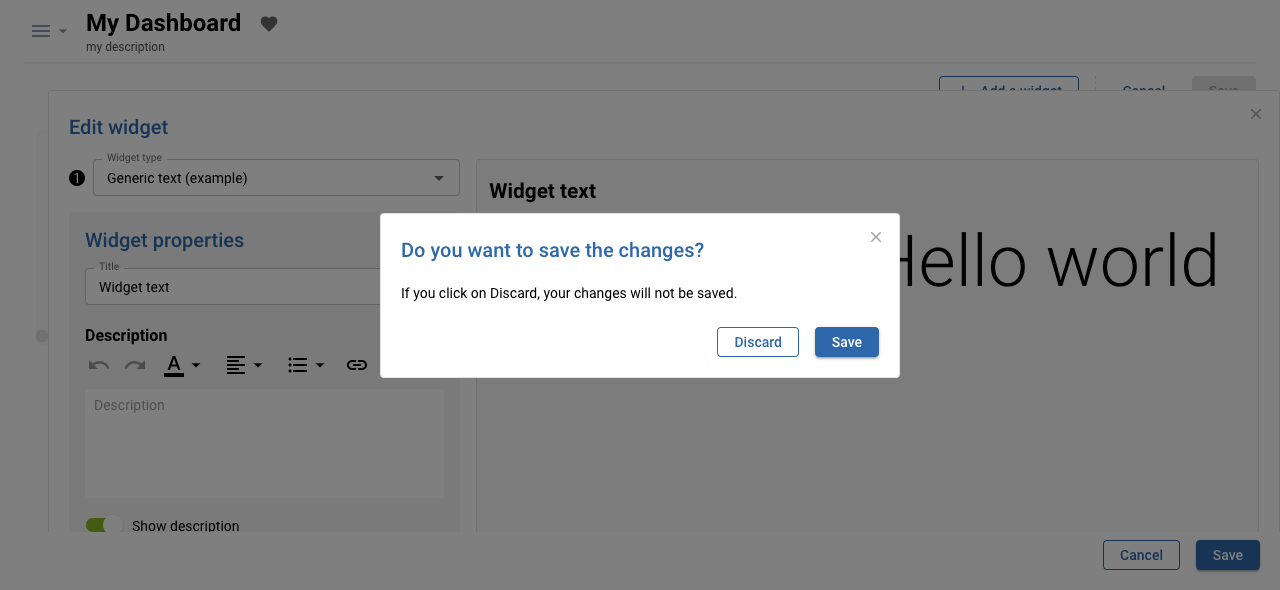 My Dashboard
my description
Add a widget
Cancel
Save
Edit widget
Widget type
1
Generic text (example)
Widget text
Widget properties
Title
Widget text
Hello world
Do you want to save the changes?
If you click on Discard, your changes will not be saved.
Discard
Save
Description
A
Description
Show description
Cancel
Save